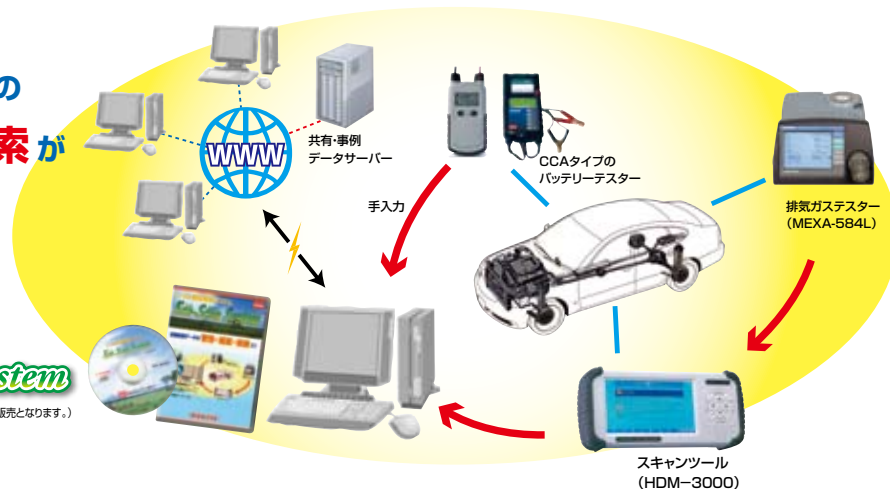 の
索が
WWW
共有・事例
データサーバー
CCAタイプの
バッテリーテスター
手入力
排気ガステスター
（MEXA-584L）
stem
販売となります。）
スキャンツール
（HDM−3000）